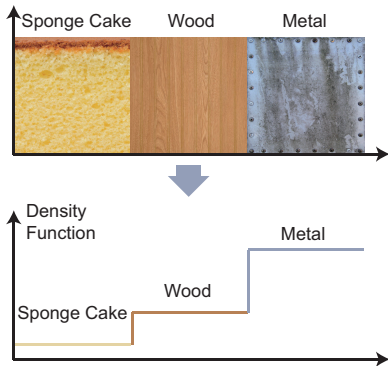 Sponge Cake
Wood
Metal
Density
Function
Metal
Wood
Sponge Cake